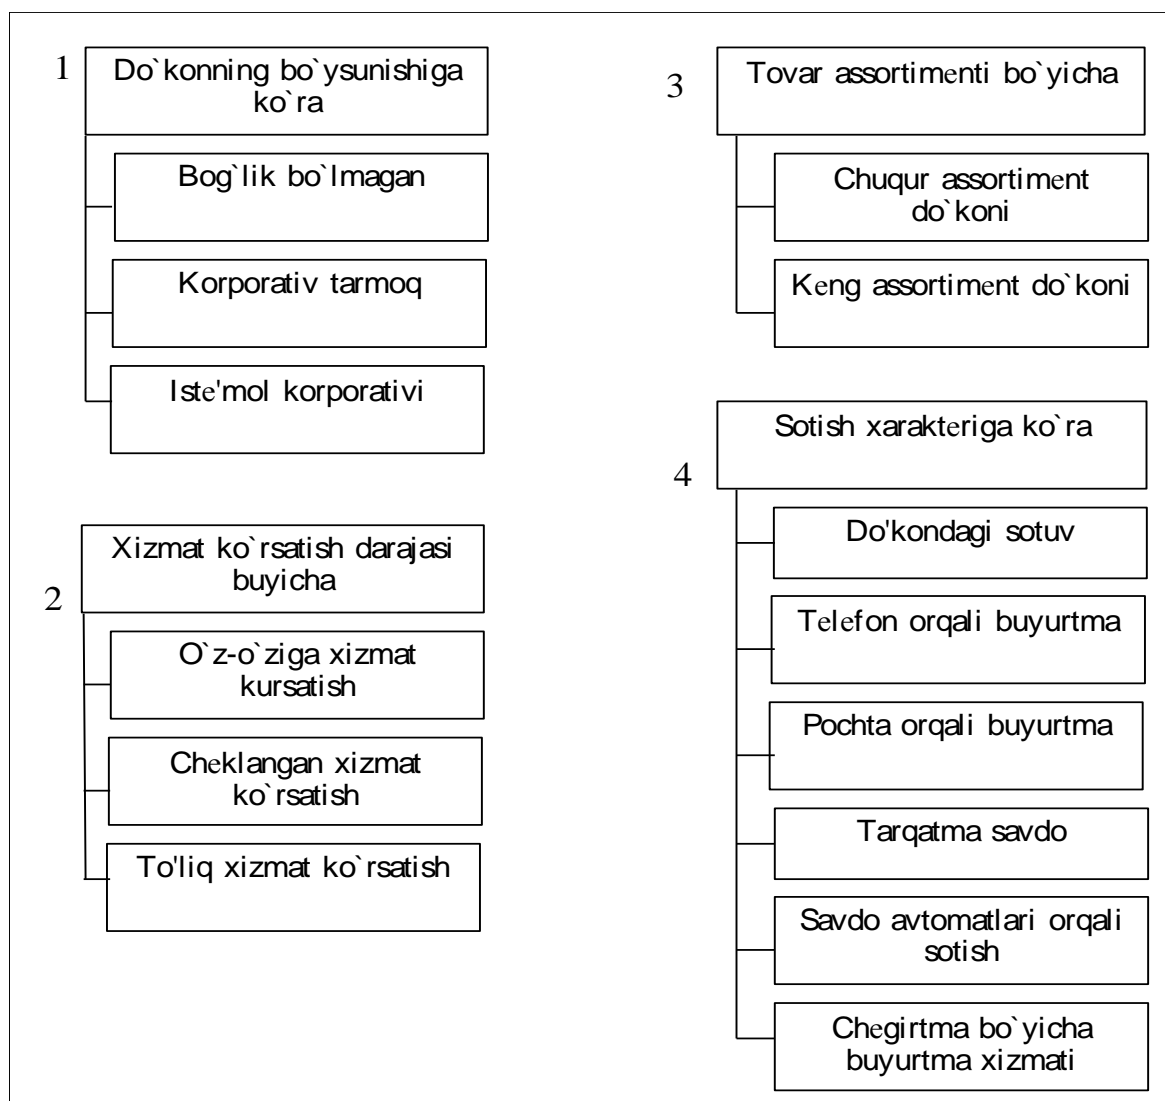 1
Do`konning bo`ysunishiga
ko`ra
Bog`lik bo`lmagan
Korporativ tarmoq
Iste'mol korporativi
2
Xizmat ko`rsatish darajasi
buyicha
O`z-o`ziga xizmat
kursatish
Cheklangan xizmat
ko`rsatish
To'liq xizmat ko`rsatish
3
Tovar assortimenti bo`yicha
Chuqur assortiment
do`koni
Keng assortiment do`koni
4
Sotish xarakteriga ko`ra
Do'kondagi sotuv
Telefon orqali buyurtma
Pochta orqali buyurtma
Tarqatma savdo
Savdo avtomatlari orqali
sotish
Chegirtma bo`yicha
buyurtma xizmati